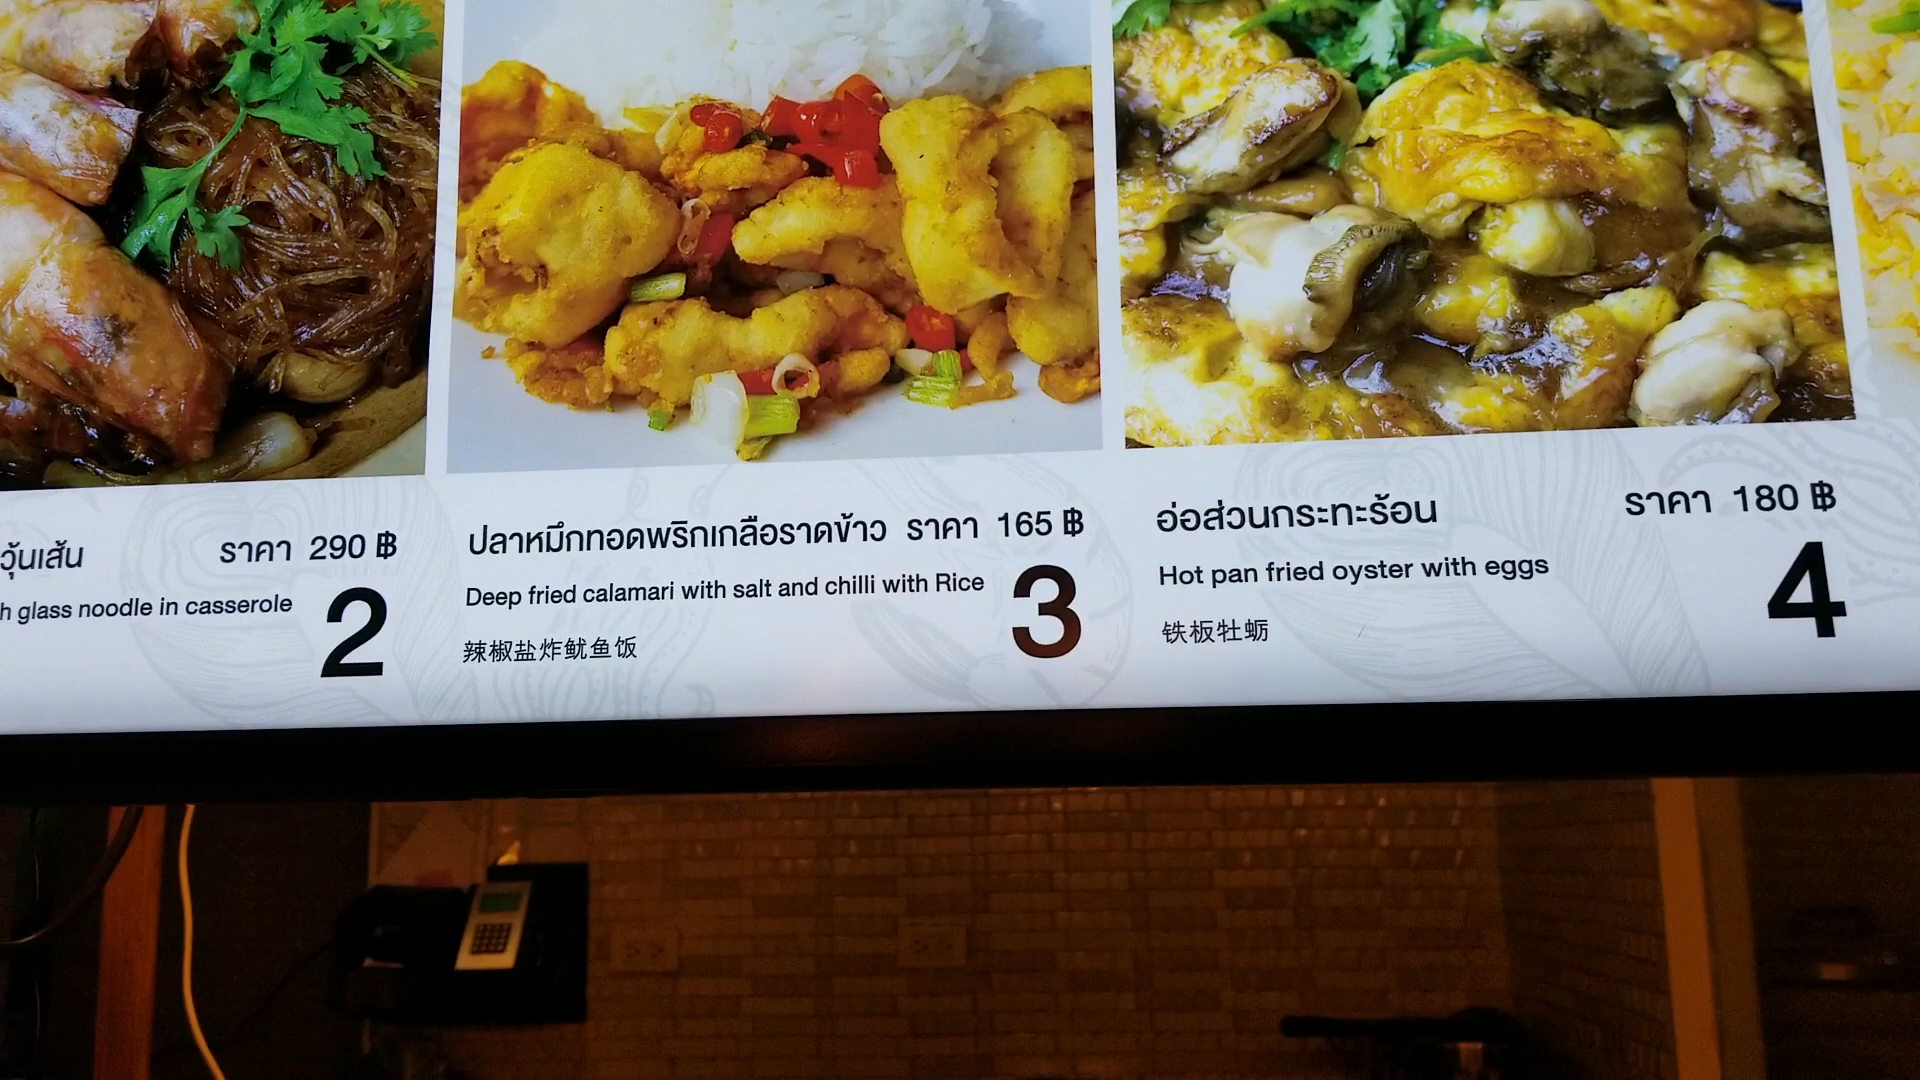 วุ้นเส้น ราคา 290 ฿
glass noodle in casserole
2
ปลาหมึกทอดพริกเกลือราดข้าว ราคา 165 ฿
Deep fried calamari with salt and chilli with Rice
3
辣椒盐炸鱿鱼饭
อ่อส่วนกระทะร้อน ราคา 180 ฿
Hot pan fried oyster with eggs
4
铁板牡蛎